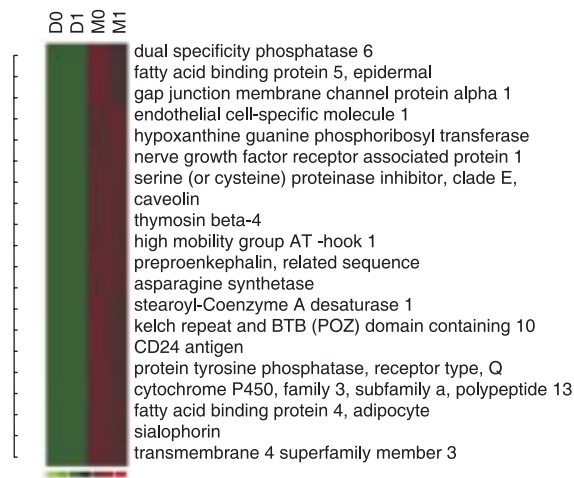 D0 D1 M0 M1
dual specificity phosphatase 6
fatty acid binding protein 5, epidermal
gap junction membrane channel protein alpha 1
endothelial cell-specific molecule 1
hypoxanthine guanine phosphoribosyl transferase
nerve growth factor receptor associated protein 1
serine (or cysteine) proteinase inhibitor, clade E,
caveolin
thymosin beta-4
high mobility group AT -hook 1
preproenkephalin, related sequence
asparagine synthetase
stearoyl-Coenzyme A desaturase 1
kelch repeat and BTB (POZ) domain containing 10
CD24 antigen
protein tyrosine phosphatase, receptor type, Q
cytochrome P450, family 3, subfamily a, polypeptide 13
fatty acid binding protein 4, adipocyte
sialophorin
transmembrane 4 superfamily member 3